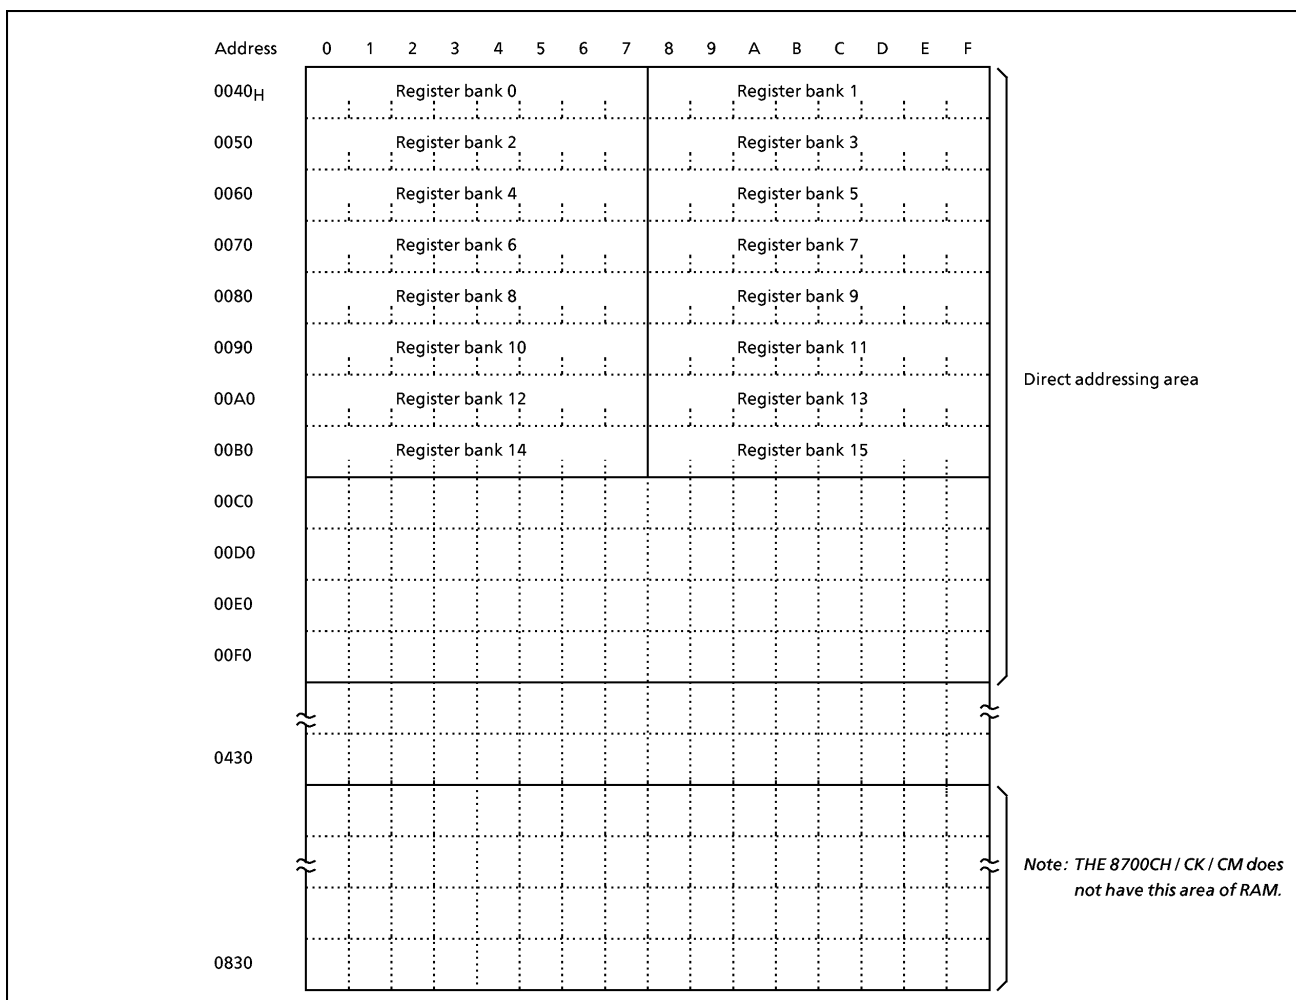 Address 0 1 2 3 4 5 6 7 8 9 A B C D E F
0040H Register bank 0 Register bank 1
0050 Register bank 2 Register bank 3
0060 Register bank 4 Register bank 5
0070 Register bank 6 Register bank 7
0080 Register bank 8 Register bank 9
0090 Register bank 10 Register bank 11
Direct addressing area
00A0 Register bank 12 Register bank 13
00B0 Register bank 14 Register bank 15
00C0
00D0
00E0
00F0
0430
Note: THE 8700CH / CK / CM does
not have this area of RAM.
0830